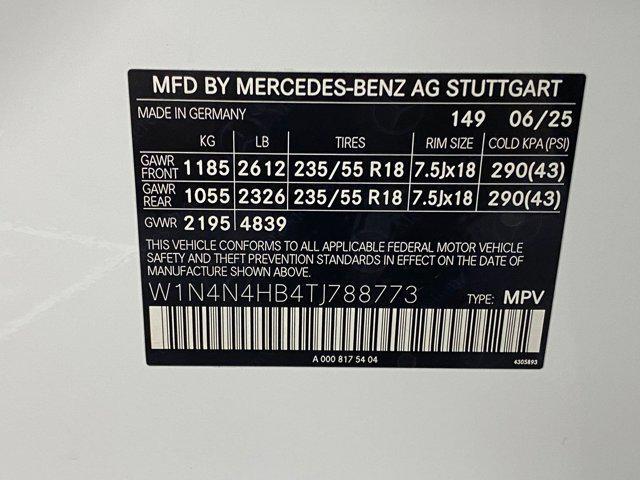 MFD BY MERCEDES-BENZ AG STUTTGART
MADE IN GERMANY 149 06/25
KG LB TIRES RIM SIZE COLD KPA (PSI)
GAWR FRONT 1185 2612 235/55 R18 7.5Jx18 290(43)
GAWR REAR 1055 2326 235/55 R18 7.5Jx18 290(43)
GVWR 2195 4839
THIS VEHICLE CONFORMS TO ALL APPLICABLE FEDERAL MOTOR VEHICLE
SAFETY AND THEFT PREVENTION STANDARDS IN EFFECT ON THE DATE
OF MANUFACTURE SHOWN ABOVE.
W1N4N4HB4TJ788773 TYPE: MPV
A 000 817 54 04 4305893